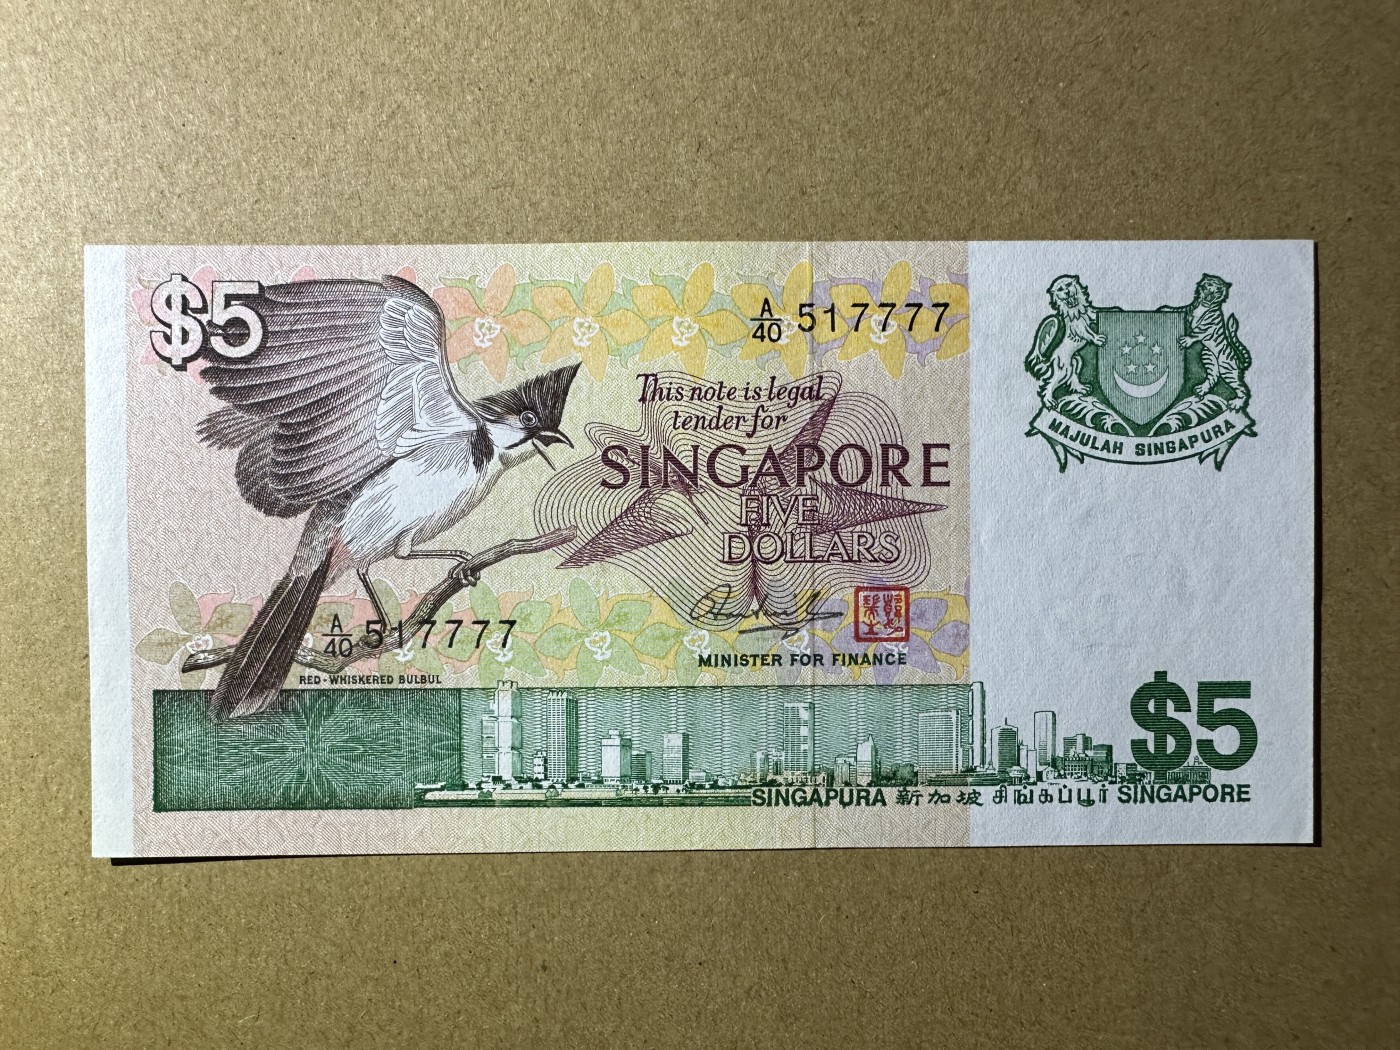 $5
A/40 517777
This note is legal
tender for
SINGAPORE
FIVE
DOLLARS
MINISTER FOR FINANCE
A/40 517777
RED-WHISKERED BULBUL
MAJULAH SINGAPURA
$5
SINGAPURA 新加坡 சிங்கப்பூர் SINGAPORE